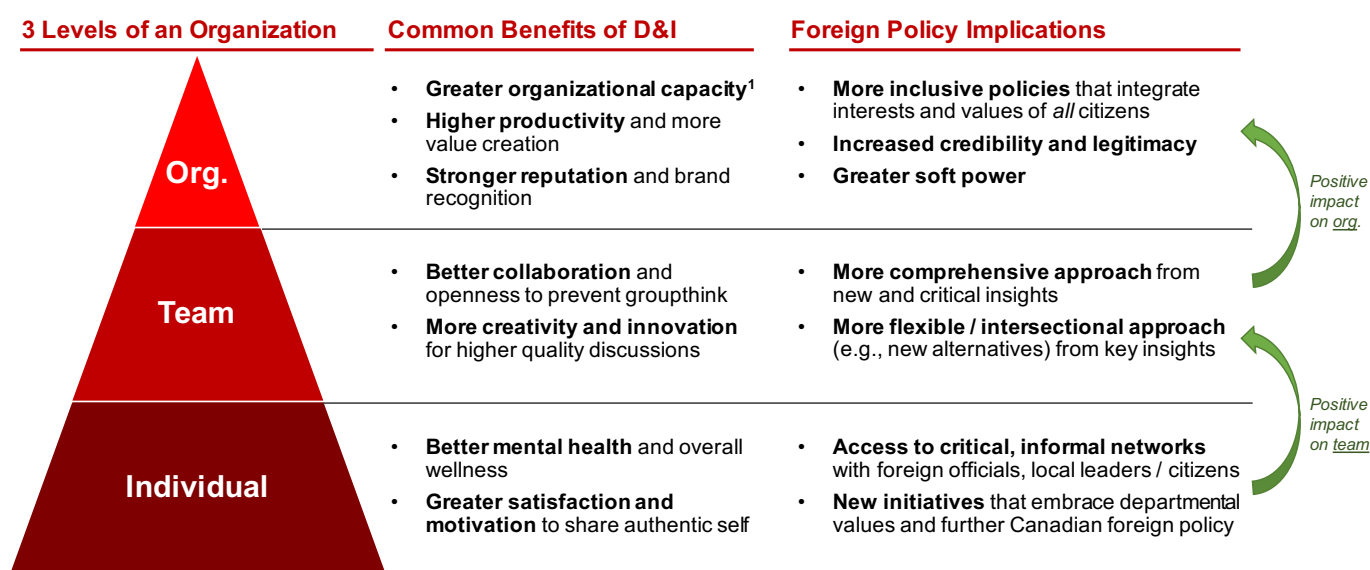 3 Levels of an Organization
Common Benefits of D&I
Foreign Policy Implications
Org.
• Greater organizational capacity¹
• Higher productivity and more
value creation
• Stronger reputation and brand
recognition
• More inclusive policies that integrate
interests and values of all citizens
• Increased credibility and legitimacy
• Greater soft power
Positive
impact
on org.
Team
• Better collaboration and
openness to prevent groupthink
• More creativity and innovation
for higher quality discussions
• More comprehensive approach from
new and critical insights
• More flexible / intersectional approach
(e.g., new alternatives) from key insights
Positive
impact
on team
Individual
• Better mental health and overall
wellness
• Greater satisfaction and
motivation to share authentic self
• Access to critical, informal networks
with foreign officials, local leaders / citizens
• New initiatives that embrace departmental
values and further Canadian foreign policy